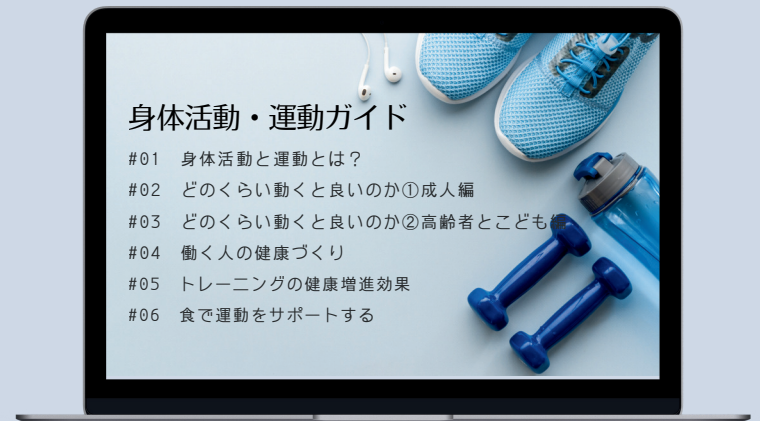 身体活動・運動ガイド
#01 身体活動と運動とは？
#02 どのくらい動くと良いのか①成人編
#03 どのくらい動くと良いのか②高齢者とこども編
#04 働く人の健康づくり
#05 トレーニングの健康増進効果
#06 食で運動をサポートする